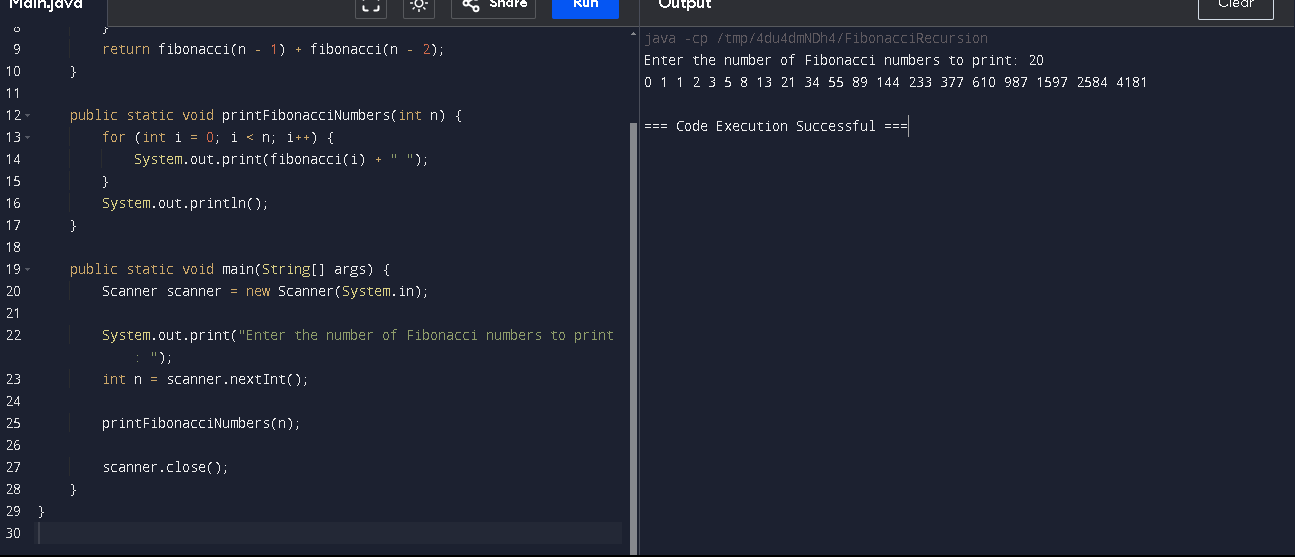 Main.java
Share
Run
Output
Clear
8 }
9 return fibonacci(n - 1) + fibonacci(n - 2);
10 }
11
12 public static void printFibonacciNumbers(int n) {
13 for (int i = 0; i < n; i++) {
14 System.out.print(fibonacci(i) + " ");
15 }
16 System.out.println();
17 }
18
19 public static void main(String[] args) {
20 Scanner scanner = new Scanner(System.in);
21
22 System.out.print("Enter the number of Fibonacci numbers to print
: ");
23 int n = scanner.nextInt();
24
25 printFibonacciNumbers(n);
26
27 scanner.close();
28 }
29 }
30
java -cp /tmp/4du4dmNDh4/FibonacciRecursion
Enter the number of Fibonacci numbers to print: 20
0 1 1 2 3 5 8 13 21 34 55 89 144 233 377 610 987 1597 2584 4181
=== Code Execution Successful ===